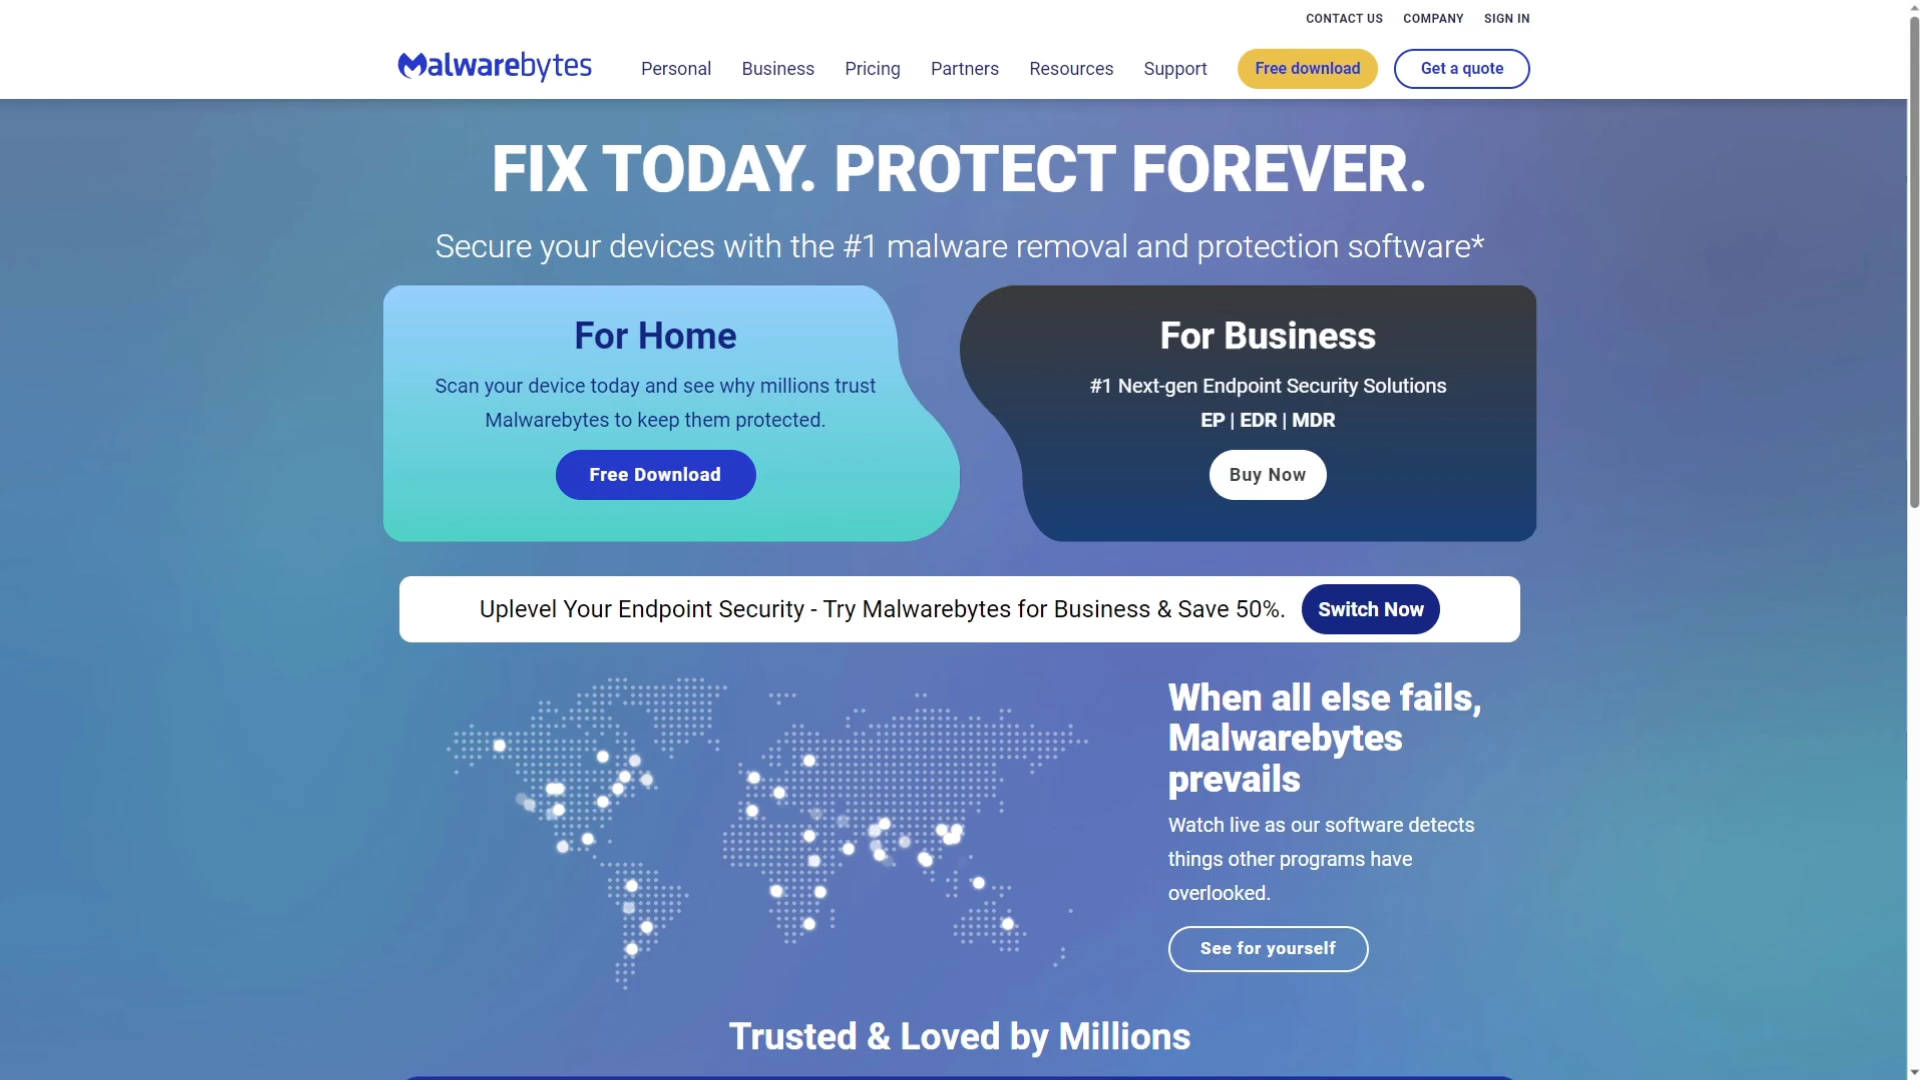 CONTACT US COMPANY SIGN IN
Malwarebytes Personal Business Pricing Partners Resources Support Free download Get a quote
FIX TODAY. PROTECT FOREVER.
Secure your devices with the #1 malware removal and protection software*
For Home
Scan your device today and see why millions trust
Malwarebytes to keep them protected.
Free Download
For Business
#1 Next-gen Endpoint Security Solutions
EP | EDR | MDR
Buy Now
Uplevel Your Endpoint Security - Try Malwarebytes for Business & Save 50%. Switch Now
When all else fails,
Malwarebytes
prevails
Watch live as our software detects
things other programs have
overlooked.
See for yourself
Trusted & Loved by Millions